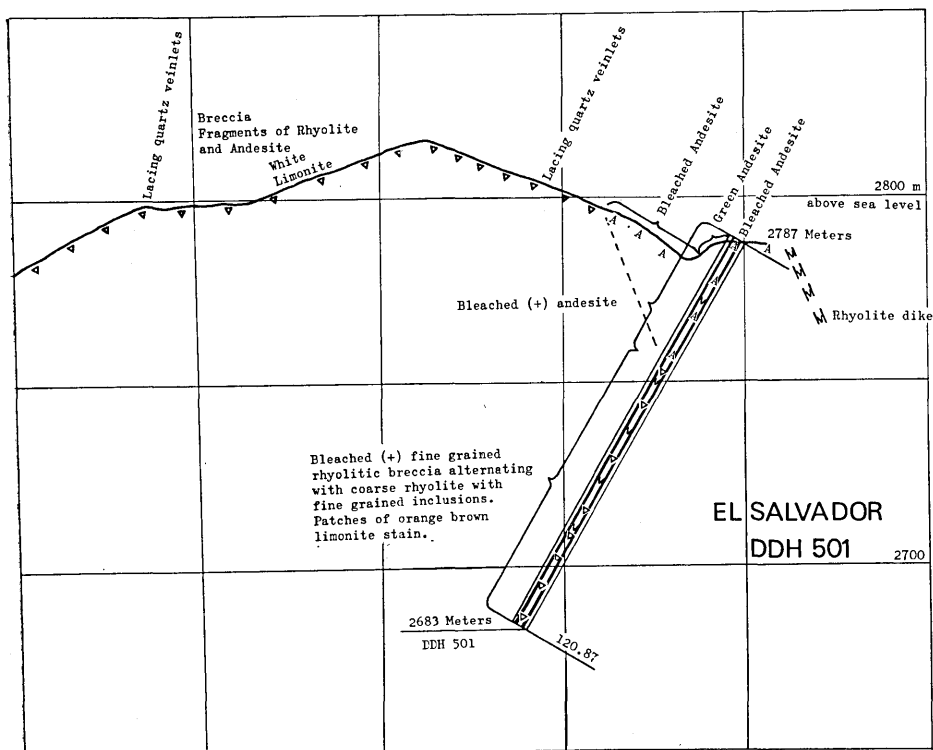 Lacing quartz veinlets
Breccia
Fragments of Rhyolite
and Andesite
White
Limonite
Lacing quartz veinlets
Bleached Andesite
Green Andesite
Bleached Andesite
2800 m
above sea level
A
A
A
2787 Meters
A
Rhyolite dike
Bleached (+) andesite
A
A
A
A
Bleached (+) fine grained
rhyolitic breccia alternating
with coarse rhyolite with
fine grained inclusions.
Patches of orange brown
limonite stain.
EL SALVADOR
DDH 501
2700
2683 Meters
DDH 501
120.87